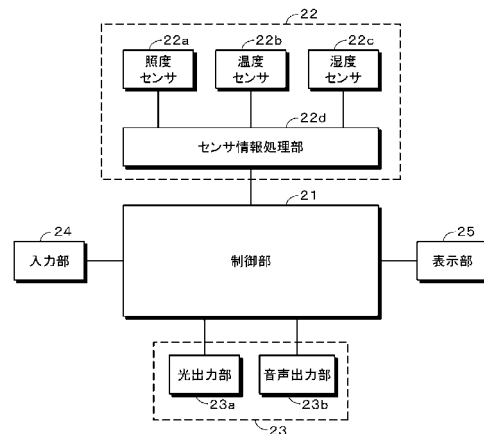 22
22a
22b
22c
照度
センサ
温度
センサ
湿度
センサ
22d
センサ情報処理部
21
24
25
入力部
制御部
表示部
光出力部
音声出力部
23a
23b
23